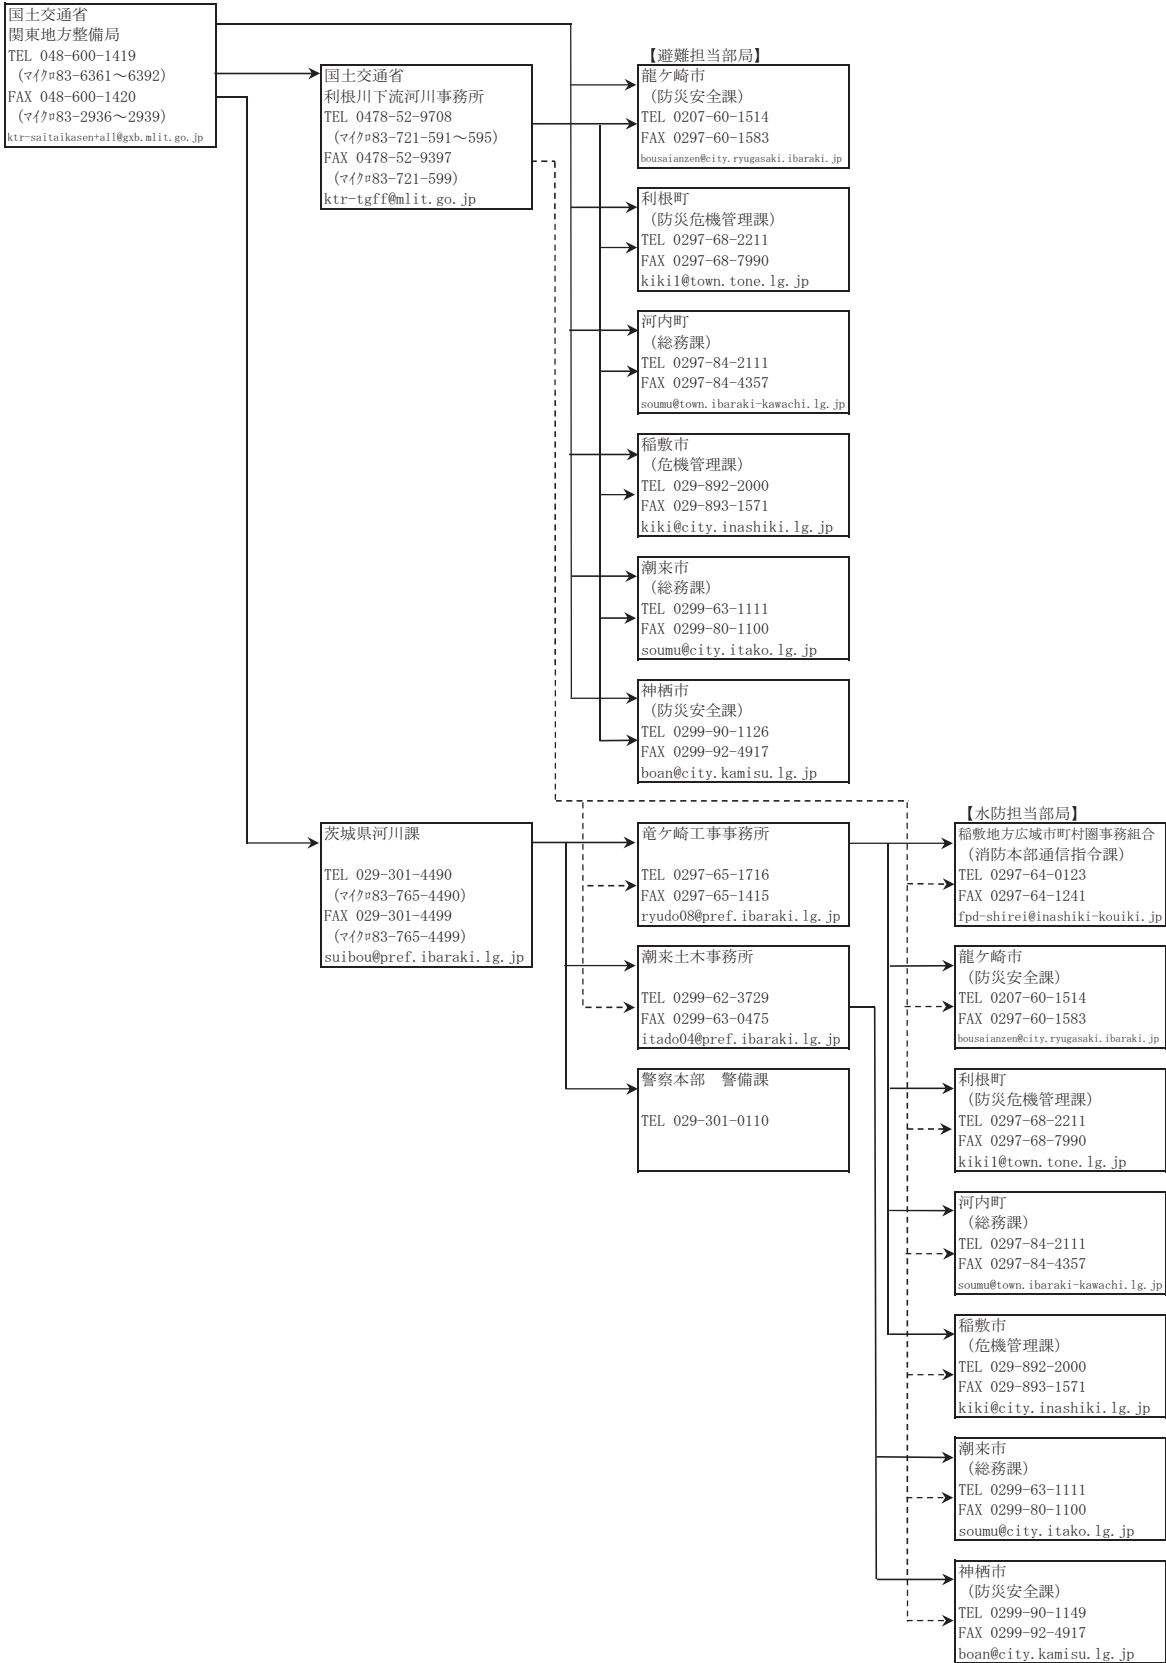 国土交通省
関東地方整備局
TEL 048-600-1419
（ﾏｲｸﾛ83-6361～6392）
FAX 048-600-1420
（ﾏｲｸﾛ83-2936～2939）
ktr-saitaikasen+all@gxb.mlit.go.jp
国土交通省
利根川下流河川事務所
TEL 0478-52-9708
（ﾏｲｸﾛ83-721-591～595）
FAX 0478-52-9397
（ﾏｲｸﾛ83-721-599）
ktr-tgff@mlit.go.jp
【避難担当部局】
龍ケ崎市
（防災安全課）
TEL 0207-60-1514
FAX 0297-60-1583
bousaianzen@city.ryugasaki.ibaraki.jp
利根町
（防災危機管理課）
TEL 0297-68-2211
FAX 0297-68-7990
kiki1@town.tone.lg.jp
河内町
（総務課）
TEL 0297-84-2111
FAX 0297-84-4357
soumu@town.ibaraki-kawachi.lg.jp
稲敷市
（危機管理課）
TEL 029-892-2000
FAX 029-893-1571
kiki@city.inashiki.lg.jp
潮来市
（総務課）
TEL 0299-63-1111
FAX 0299-80-1100
soumu@city.itako.lg.jp
神栖市
（防災安全課）
TEL 0299-90-1126
FAX 0299-92-4917
boan@city.kamisu.lg.jp
茨城県河川課
TEL 029-301-4490
（ﾏｲｸﾛ83-765-4490）
FAX 029-301-4499
（ﾏｲｸﾛ83-765-4499）
suibou@pref.ibaraki.lg.jp
竜ケ崎工事事務所
TEL 0297-65-1716
FAX 0297-65-1415
ryudo08@pref.ibaraki.lg.jp
潮来土木事務所
TEL 0299-62-3729
FAX 0299-63-0475
itado04@pref.ibaraki.lg.jp
警察本部　警備課
TEL 029-301-0110
【水防担当部局】
稲敷地方広域市町村圏事務組合
（消防本部通信指令課）
TEL 0297-64-0123
FAX 0297-64-1241
fpd-shirei@inashiki-kouiki.jp
龍ケ崎市
（防災安全課）
TEL 0207-60-1514
FAX 0297-60-1583
bousaianzen@city.ryugasaki.ibaraki.jp
利根町
（防災危機管理課）
TEL 0297-68-2211
FAX 0297-68-7990
kiki1@town.tone.lg.jp
河内町
（総務課）
TEL 0297-84-2111
FAX 0297-84-4357
soumu@town.ibaraki-kawachi.lg.jp
稲敷市
（危機管理課）
TEL 029-892-2000
FAX 029-893-1571
kiki@city.inashiki.lg.jp
潮来市
（総務課）
TEL 0299-63-1111
FAX 0299-80-1100
soumu@city.itako.lg.jp
神栖市
（防災安全課）
TEL 0299-90-1149
FAX 0299-92-4917
boan@city.kamisu.lg.jp